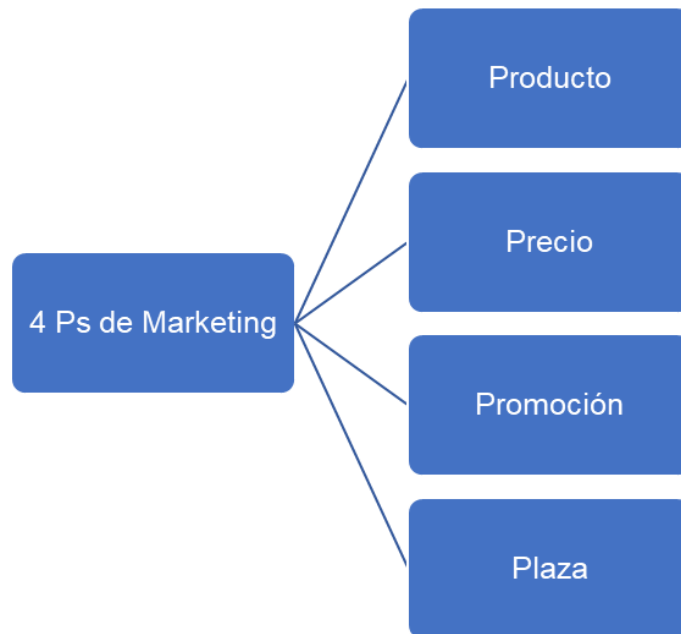 4 Ps de Marketing
Producto
Precio
Promoción
Plaza